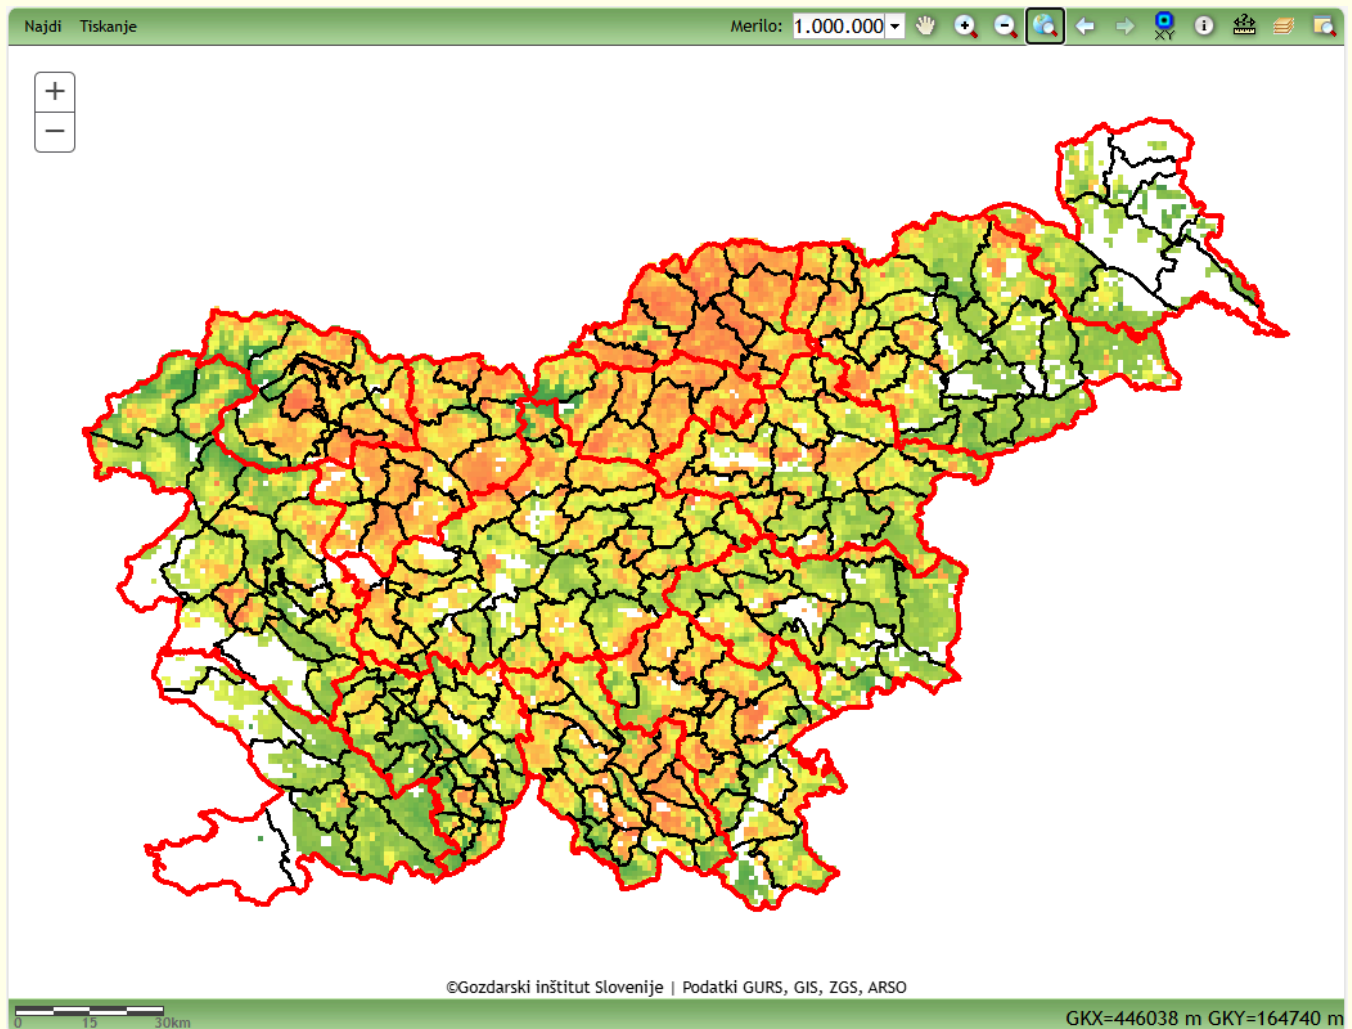 Najdi Tiskanje Merilo: 1.000.000 XY
+
−
©Gozdarski inštitut Slovenije | Podatki GURS, GIS, ZGS, ARSO
0 15 30km
GKX=446038 m GKY=164740 m